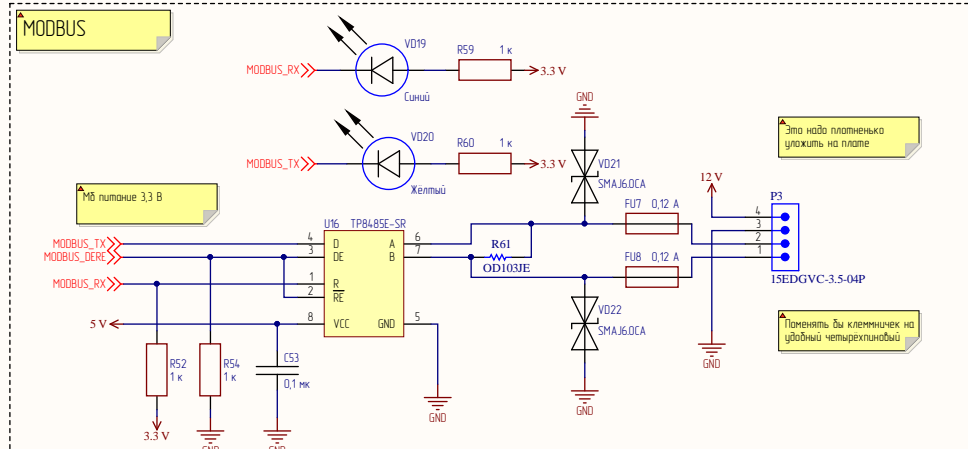 MODBUS
MODBUS_RX
VD19
Синий
R59
1 к
3.3 V
MODBUS_TX
VD20
Жёлтый
R60
1 к
3.3 V
GND
VD21
SMAJ6.0CA
Это надо плотненько
уложить на плате
Мб питание 3,3 В
U16 TP8485E-SR
MODBUS_TX
MODBUS_DERE
MODBUS_RX
5 V
4
3
1
2
8
D
DE
R
RE
VCC
A
B
GND
6
7
5
R61
OD103JE
FU7 0,12 А
FU8 0,12 А
12 V
P3
4
3
2
1
15EDGVC-3.5-04P
VD22
SMAJ6.0CA
GND
GND
GND
Поменять бы клеммничек на
удобный четырёхпиновый
R52
1 к
3.3 V
R54
1 к
GND
C53
0,1 мк
GND